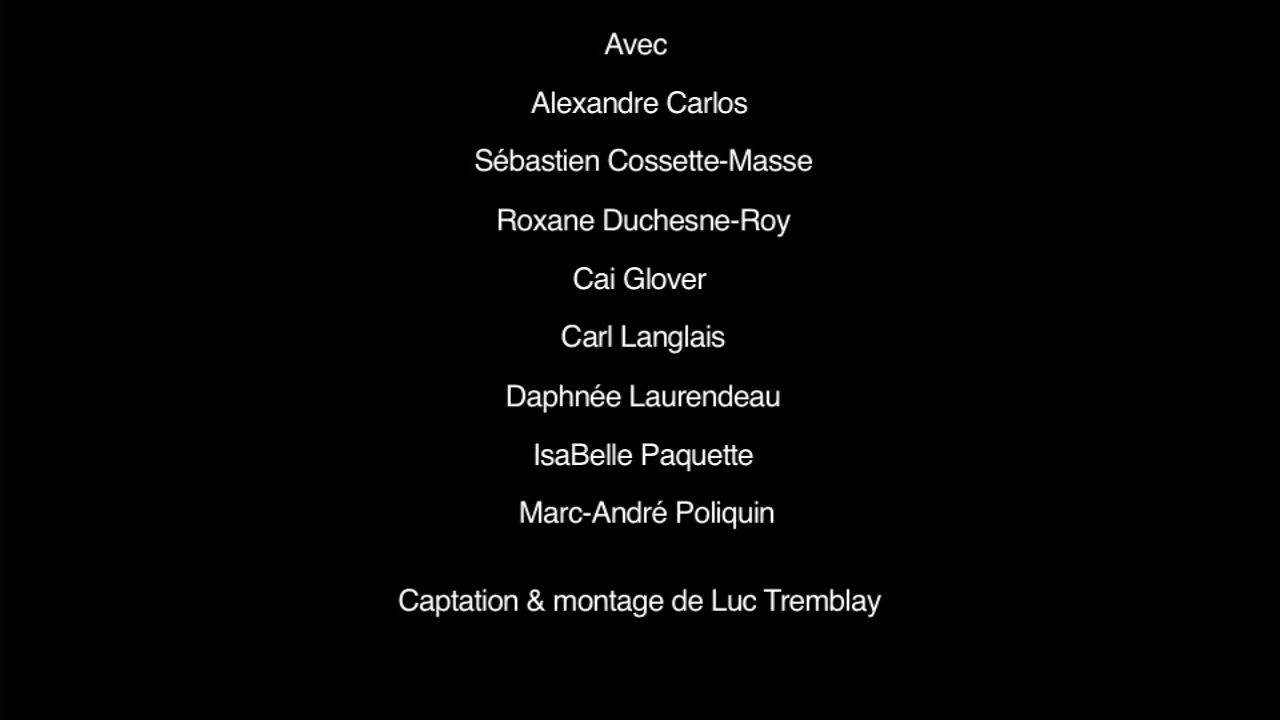 Avec
Alexandre Carlos
Sébastien Cossette-Masse
Roxane Duchesne-Roy
Cai Glover
Carl Langlais
Daphnée Laurendeau
IsaBelle Paquette
Marc-André Poliquin
Captation & montage de Luc Tremblay